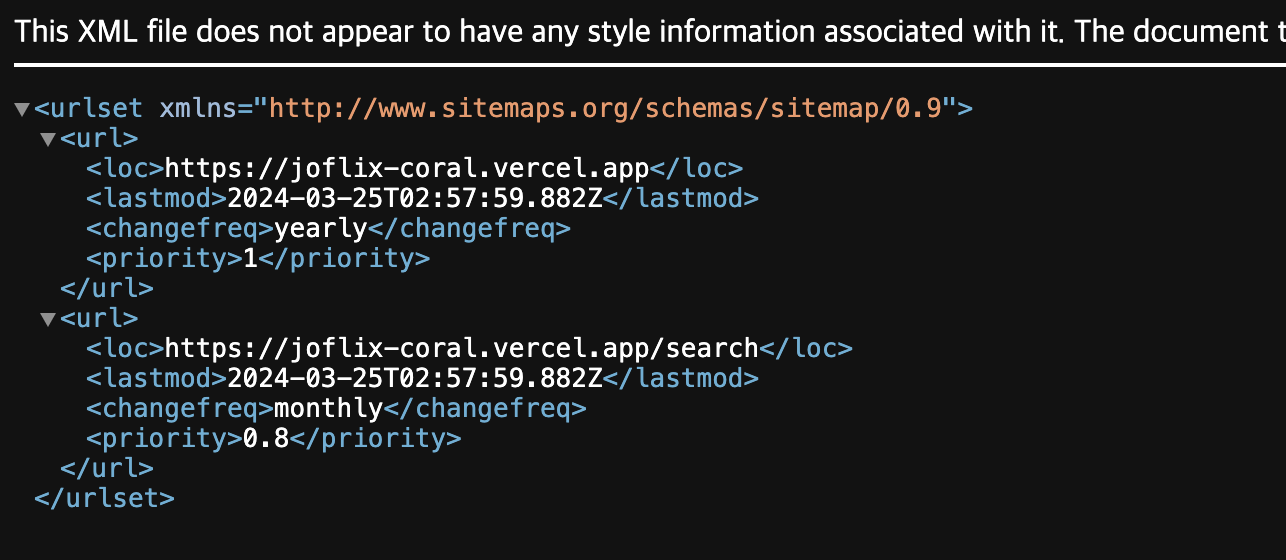 This XML file does not appear to have any style information associated with it. The document t
▼<urlset xmlns="http://www.sitemaps.org/schemas/sitemap/0.9">
▼<url>
<loc>https://joflix-coral.vercel.app</loc>
<lastmod>2024-03-25T02:57:59.882Z</lastmod>
<changefreq>yearly</changefreq>
<priority>1</priority>
</url>
▼<url>
<loc>https://joflix-coral.vercel.app/search</loc>
<lastmod>2024-03-25T02:57:59.882Z</lastmod>
<changefreq>monthly</changefreq>
<priority>0.8</priority>
</url>
</urlset>